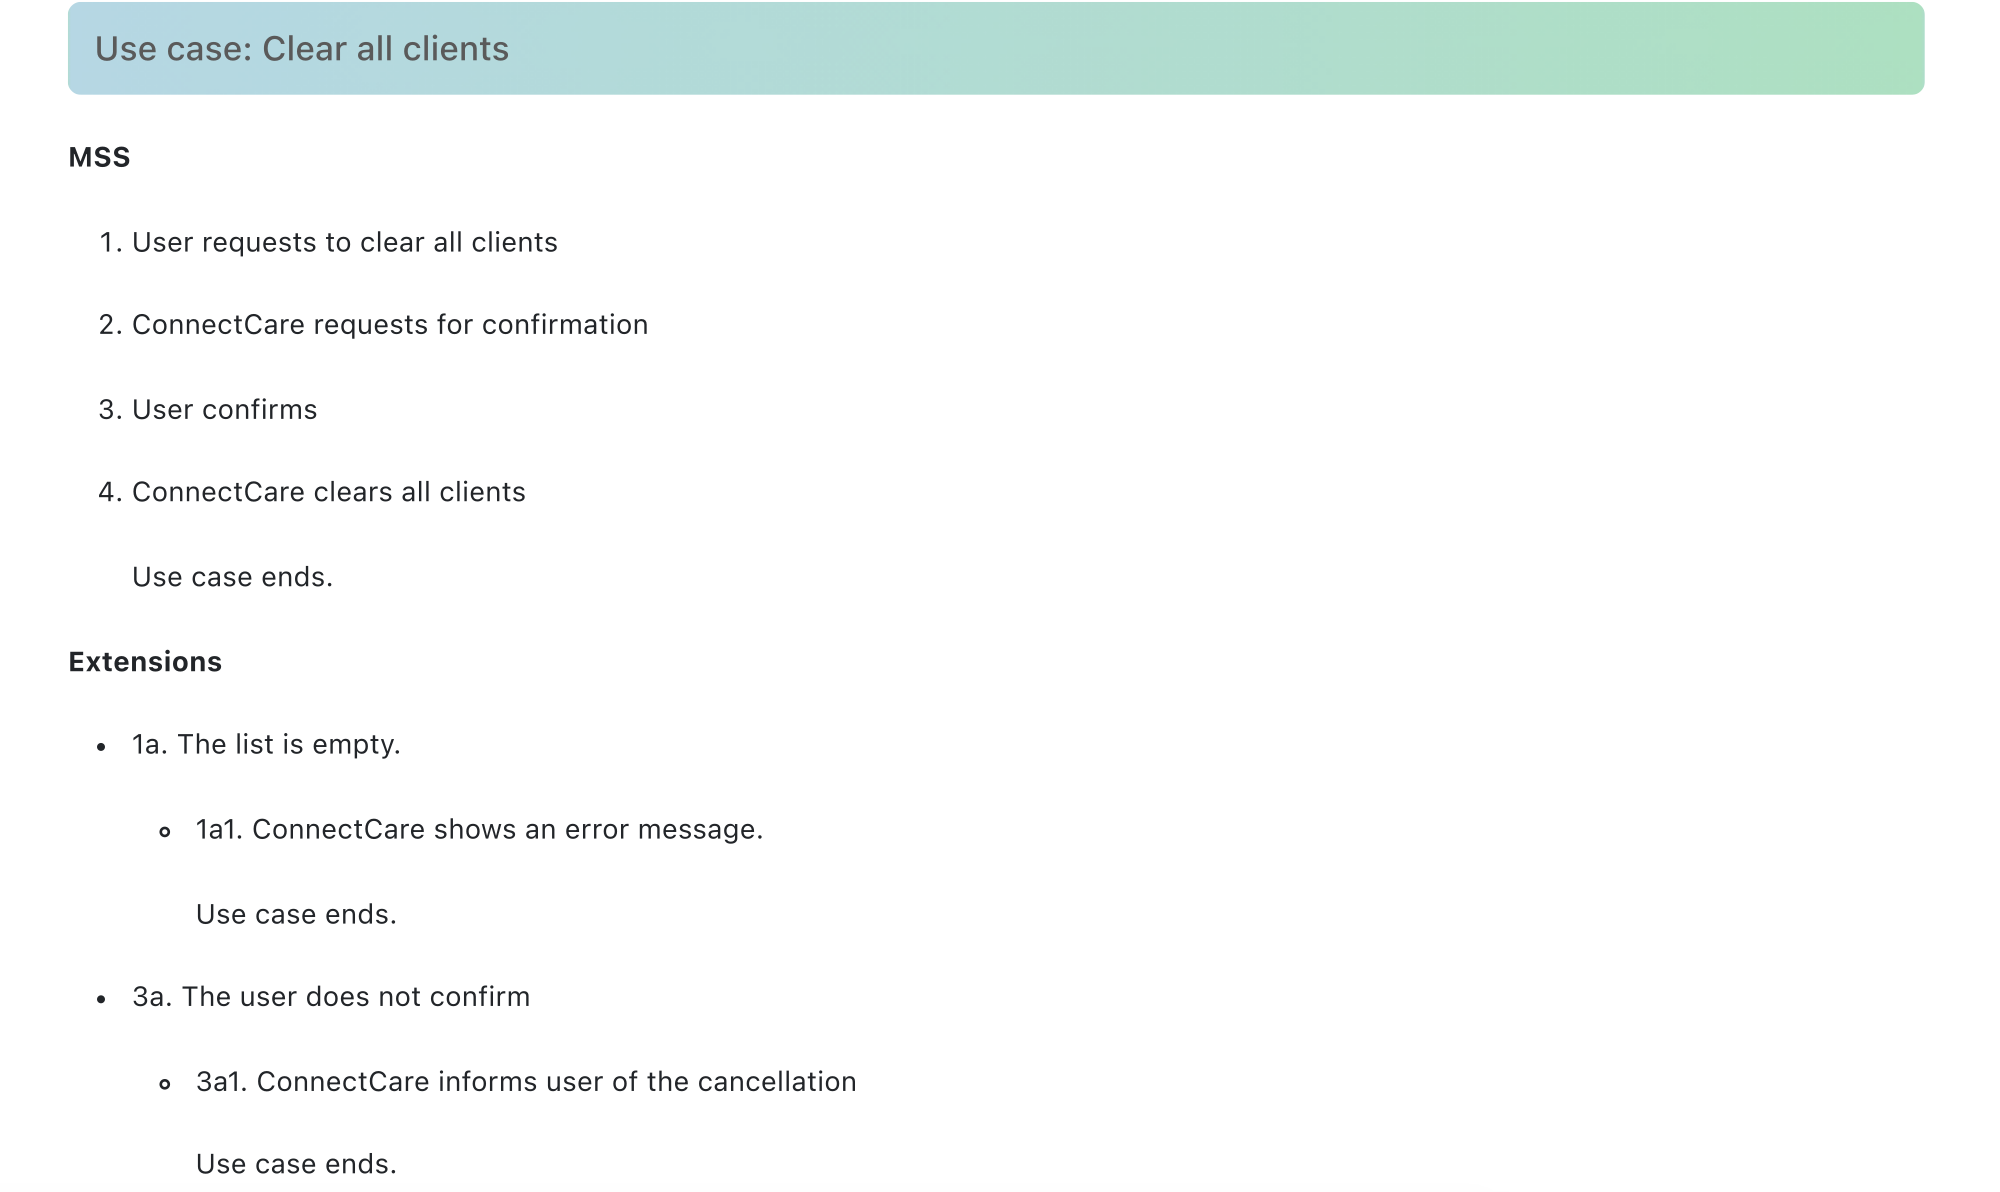 Use case: Clear all clients
MSS
1. User requests to clear all clients
2. ConnectCare requests for confirmation
3. User confirms
4. ConnectCare clears all clients
Use case ends.
Extensions
• 1a. The list is empty.
◦ 1a1. ConnectCare shows an error message.
Use case ends.
• 3a. The user does not confirm
◦ 3a1. ConnectCare informs user of the cancellation
Use case ends.